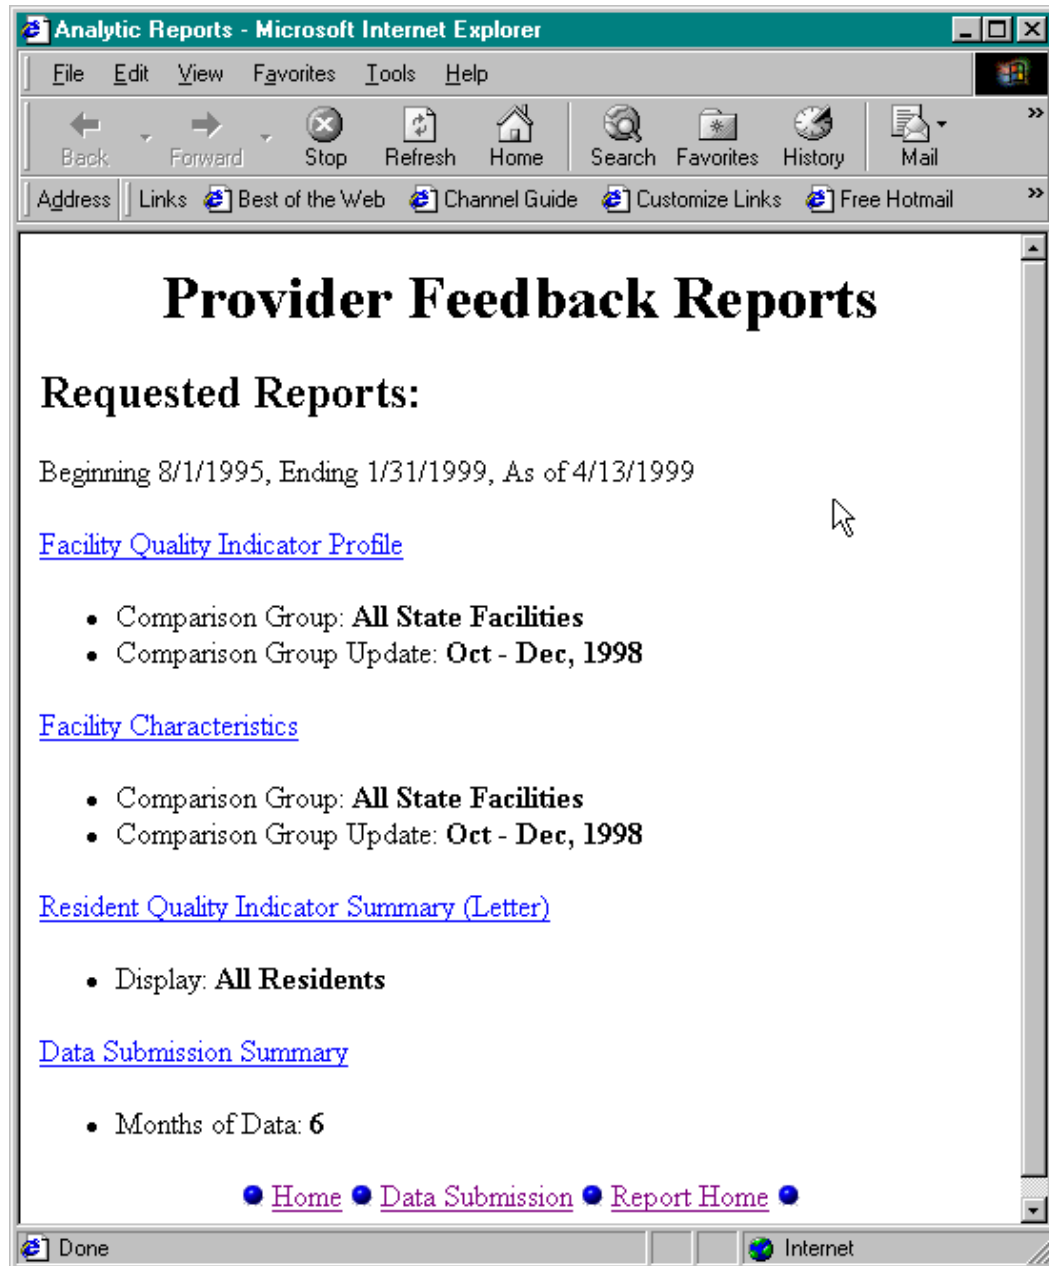 Analytic Reports - Microsoft Internet Explorer
File Edit View Favorites Tools Help
Back Forward Stop Refresh Home Search Favorites History Mail »
Address Links Best of the Web Channel Guide Customize Links Free Hotmail »
Provider Feedback Reports
Requested Reports:
Beginning 8/1/1995, Ending 1/31/1999, As of 4/13/1999
Facility Quality Indicator Profile
• Comparison Group: All State Facilities
• Comparison Group Update: Oct - Dec, 1998
Facility Characteristics
• Comparison Group: All State Facilities
• Comparison Group Update: Oct - Dec, 1998
Resident Quality Indicator Summary (Letter)
• Display: All Residents
Data Submission Summary
• Months of Data: 6
Home Data Submission Report Home
Done Internet